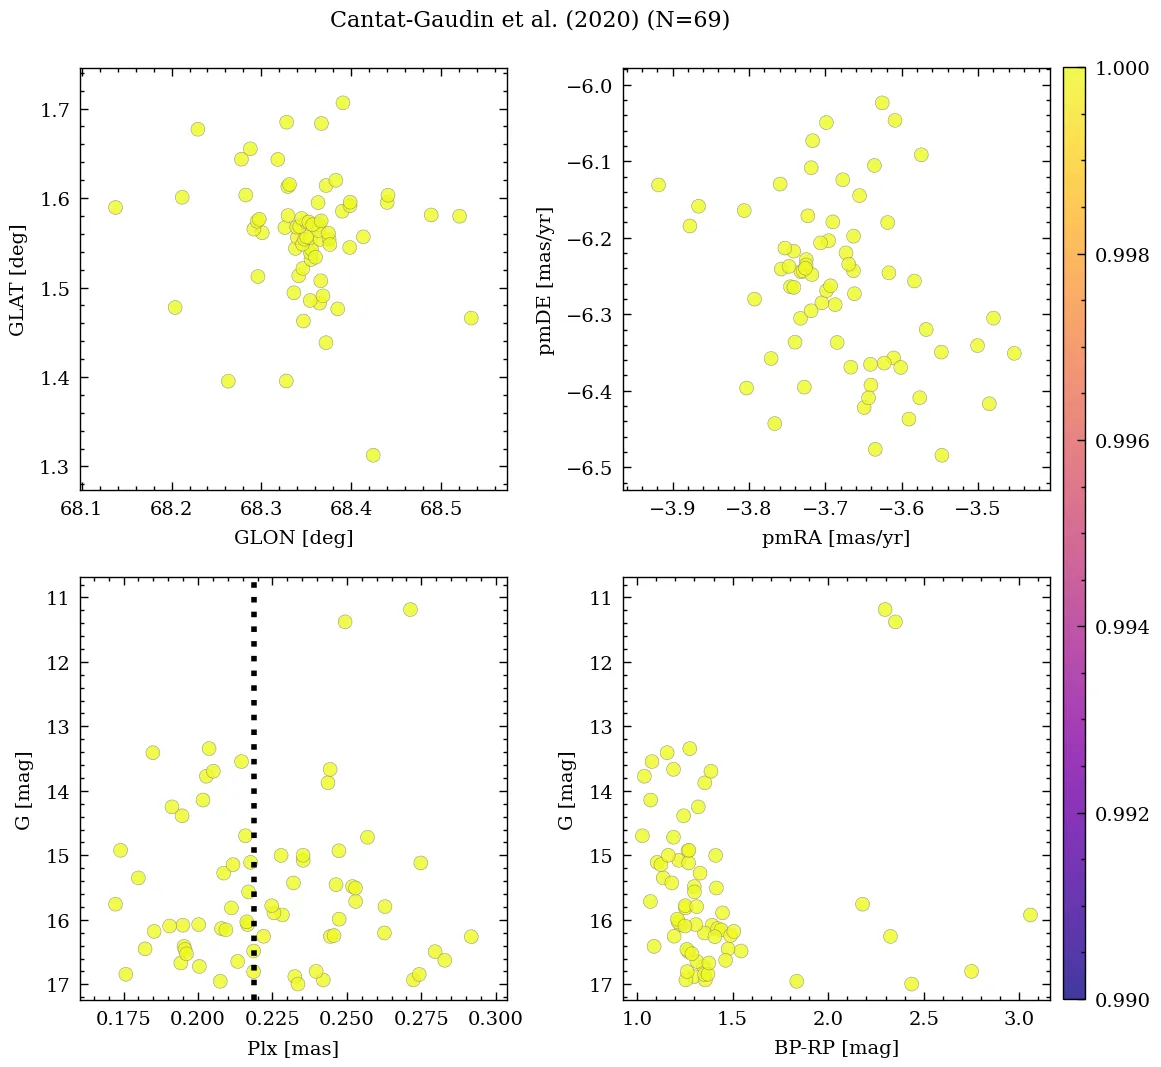 Cantat-Gaudin et al. (2020) (N=69)
GLAT [deg]
1.7
1.6
1.5
1.4
1.3
68.1 68.2 68.3 68.4 68.5
GLON [deg]
pmDE [mas/yr]
−6.0
−6.1
−6.2
−6.3
−6.4
−6.5
−3.9 −3.8 −3.7 −3.6 −3.5
pmRA [mas/yr]
1.000
0.998
0.996
0.994
0.992
0.990
G [mag]
11
12
13
14
15
16
17
0.175 0.200 0.225 0.250 0.275 0.300
Plx [mas]
G [mag]
11
12
13
14
15
16
17
1.0 1.5 2.0 2.5 3.0
BP-RP [mag]